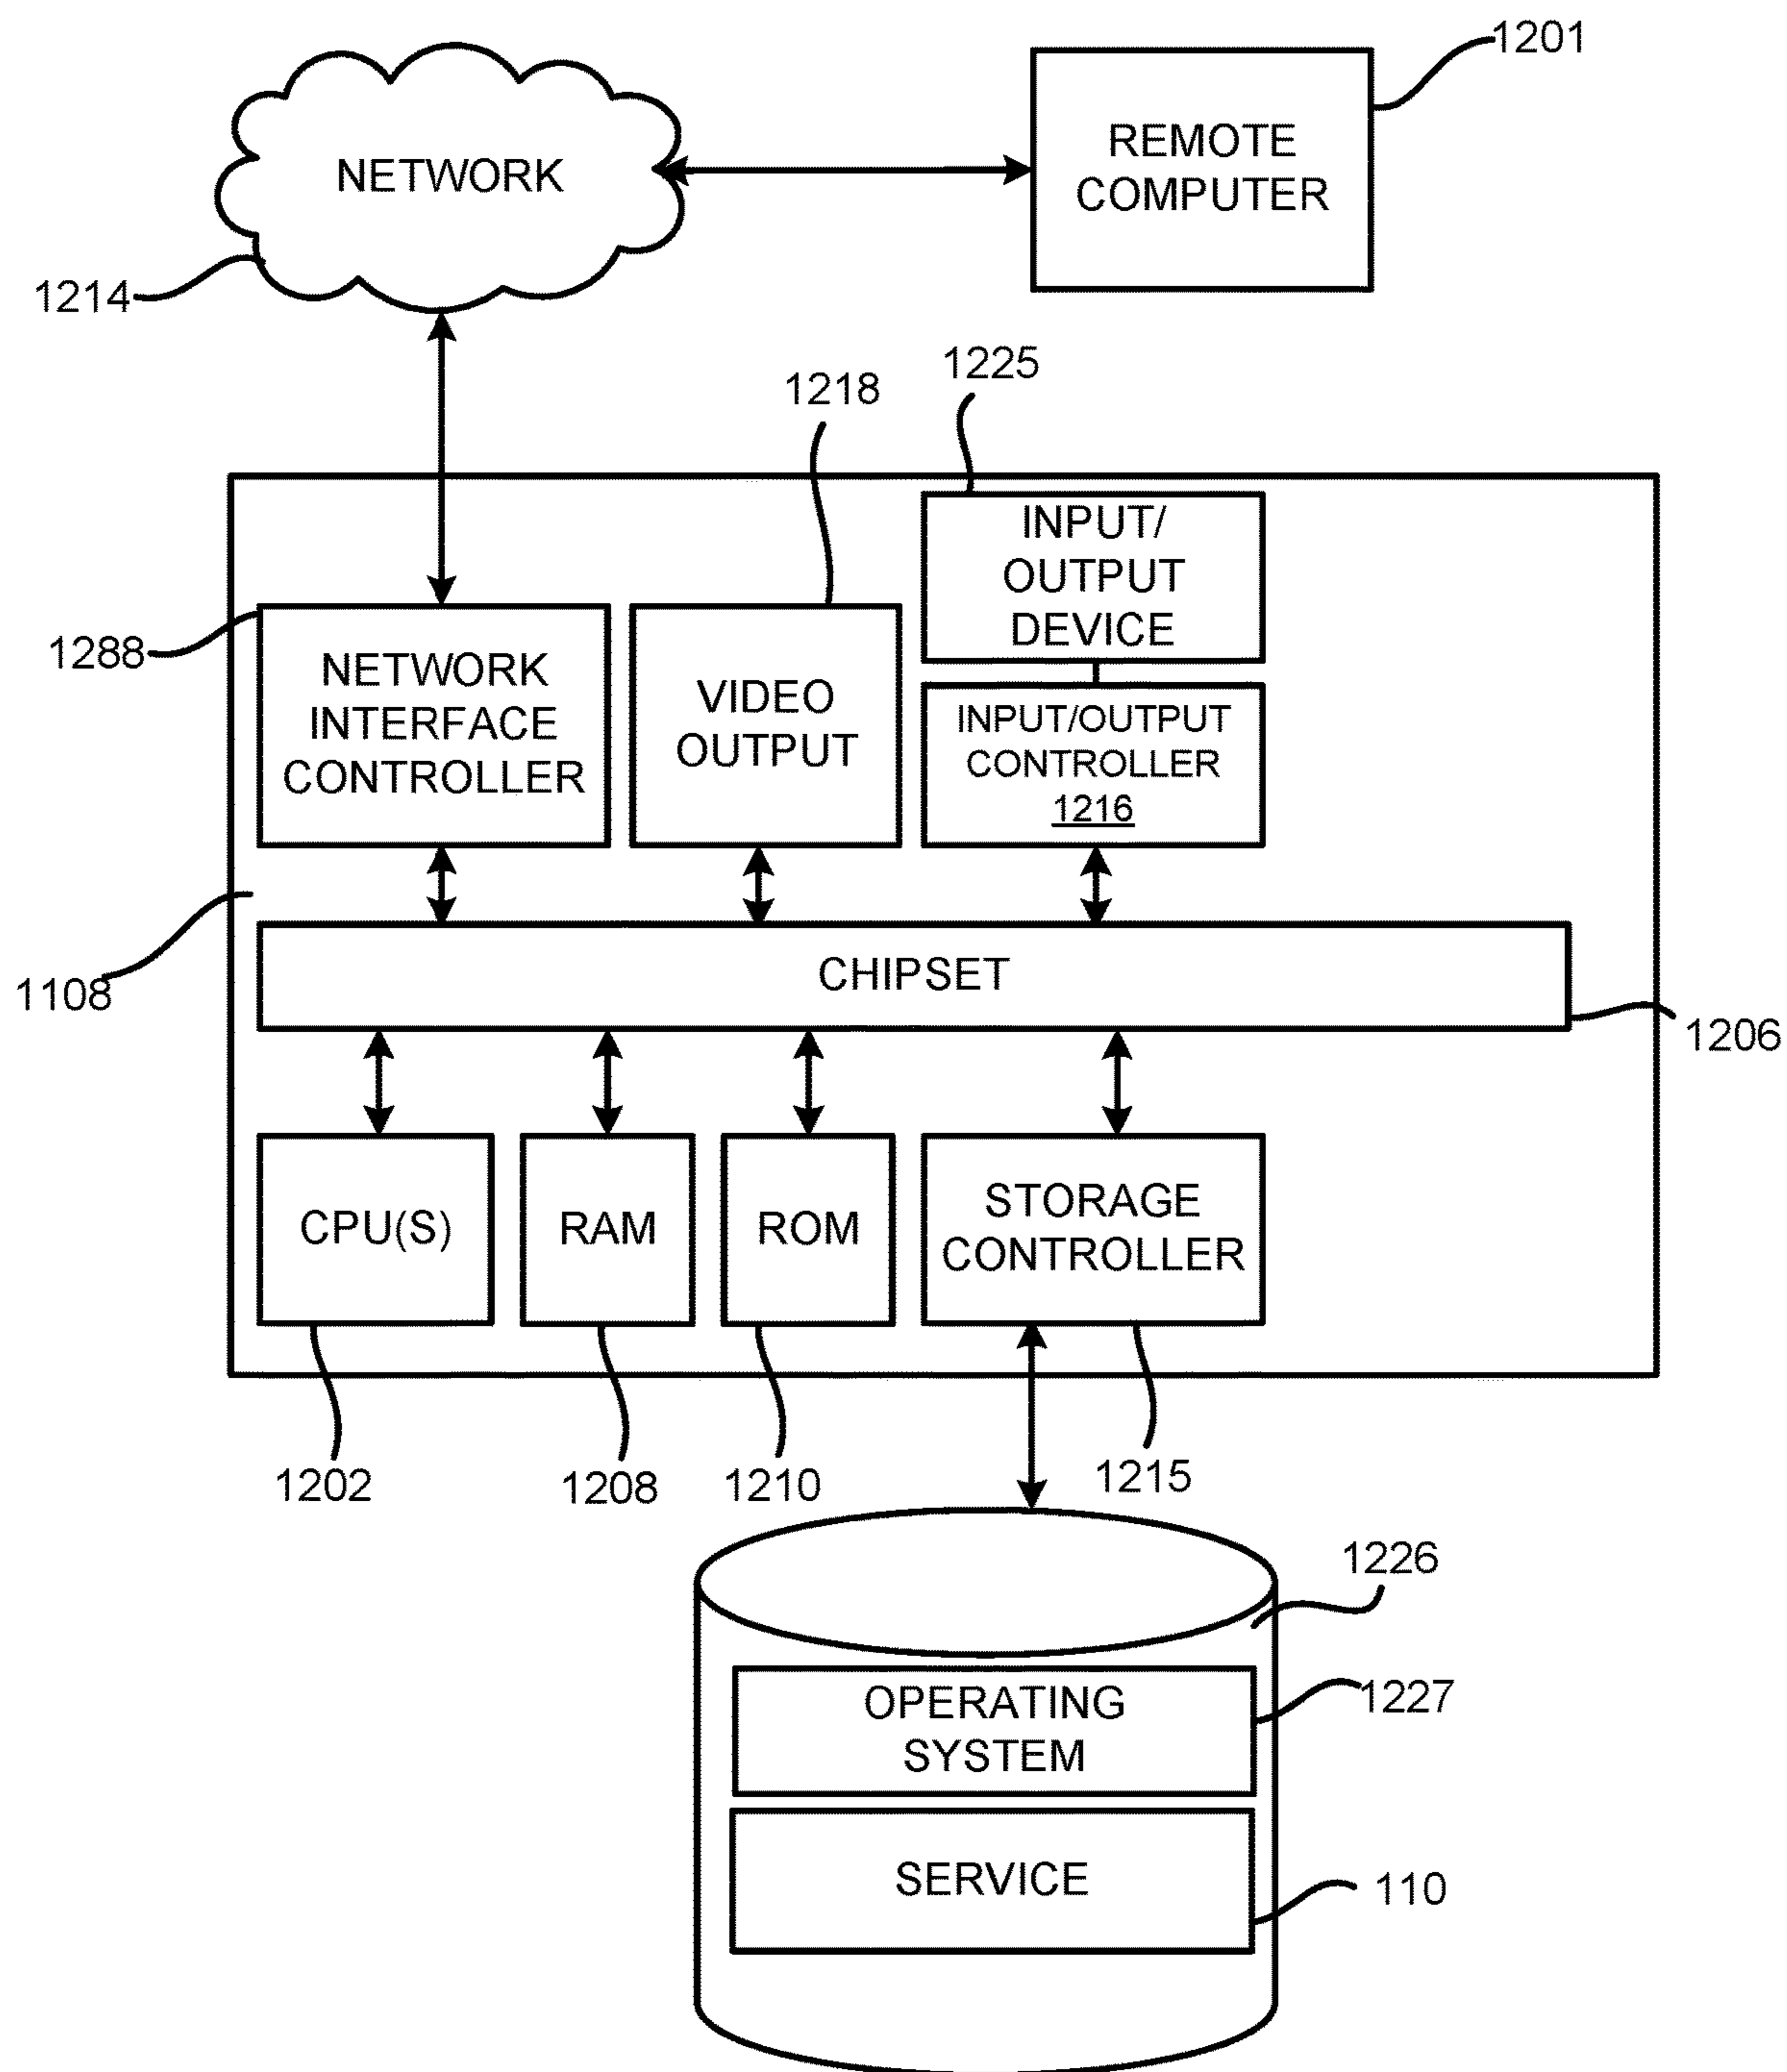 1201
REMOTE
COMPUTER
NETWORK
1214
1225
1218
INPUT/
OUTPUT
DEVICE
1288
NETWORK
INTERFACE
CONTROLLER
VIDEO
OUTPUT
INPUT/OUTPUT
CONTROLLER
1216
1108
CHIPSET
1206
CPU(S)
RAM
ROM
STORAGE
CONTROLLER
1202
1208
1210
1215
1226
OPERATING
SYSTEM
1227
SERVICE
110